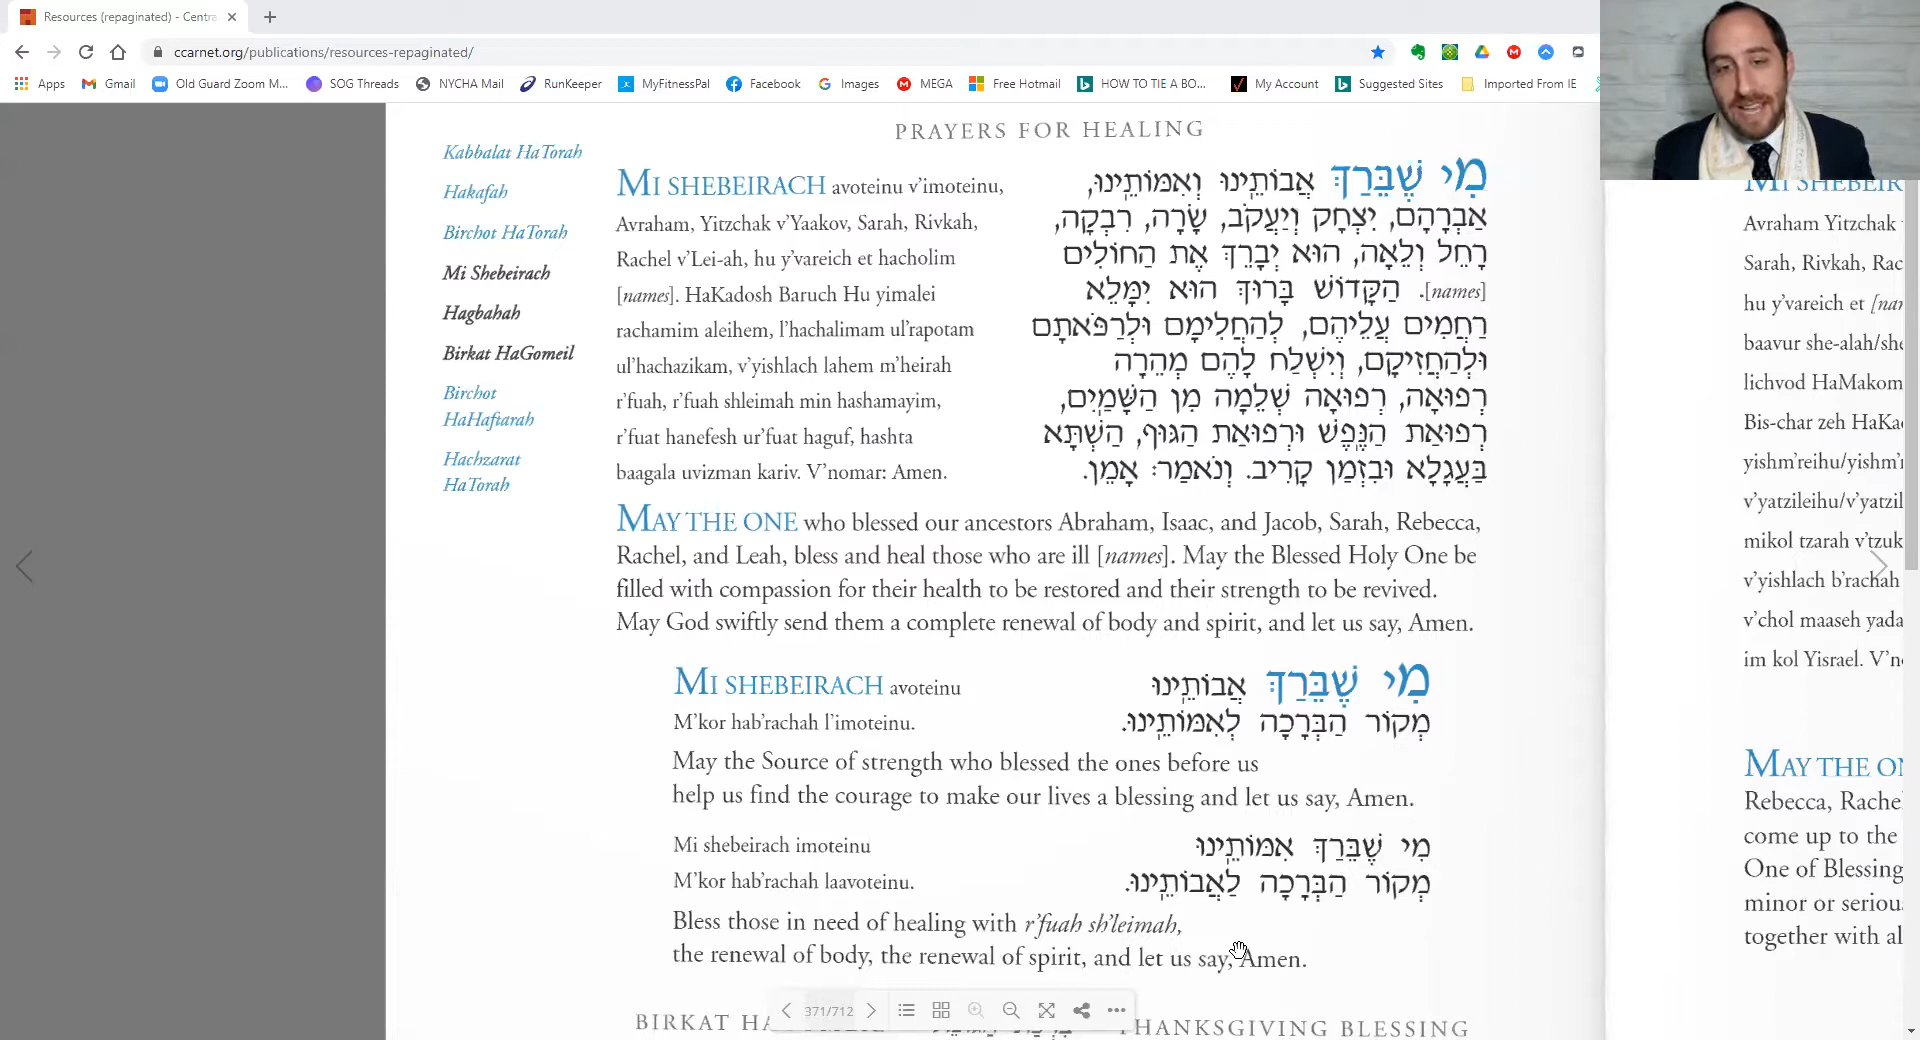 Resources (repaginated) - Centra
ccarnet.org/publications/resources-repaginated/
Apps
Gmail
Old Guard Zoom M...
SOG Threads
NYCHA Mail
RunKeeper
MyFitnessPal
Facebook
Images
MEGA
Free Hotmail
HOW TO TIE A BO...
My Account
Suggested Sites
Imported From IE
PRAYERS FOR HEALING
Kabbalat HaTorah
Hakafah
Birchot HaTorah
Mi Shebeirach
Hagbahah
Birkat HaGomeil
Birchot
HaHaftarah
Hachzarat
HaTorah
MI SHEBEIRACH avoteinu v'imoteinu,
Avraham, Yitzchak v'Yaakov, Sarah, Rivkah,
Rachel v'Lei-ah, hu y'vareich et hacholim
[names]. HaKadosh Baruch Hu yimalei
rachamim aleihem, l'hachalimam ul'rapotam
ul'hachazikam, v'yishlach lahem m'heirah
r'fuah, r'fuah shleimah min hashamayim,
r'fuat hanefesh ur'fuat haguf, hashta
baagala uvizman kariv. V'nomar: Amen.
מִי שֶׁבֵּרַךְ אֲבוֹתֵֽינוּ וְאִמּוֹתֵֽינוּ,
אַבְרָהָם, יִצְחָק וְיַעֲקֹב, שָׂרָה, רִבְקָה,
רָחֵל וְלֵאָה, הוּא יְבָרֵךְ אֶת הַחוֹלִים
[names]. הַקָּדוֹשׁ בָּרוּךְ הוּא יִמָּלֵא
רַחֲמִים עֲלֵיהֶם, לְהַחֲלִימָם וּלְרַפֹּאתָם
וּלְהַחֲזִיקָם, וְיִשְׁלַח לָהֶם מְהֵרָה
רְפוּאָה, רְפוּאָה שְׁלֵמָה מִן הַשָּׁמַֽיִם,
רְפוּאַת הַנֶּֽפֶשׁ וּרְפוּאַת הַגּוּף, הַשְׁתָּא
בַּעֲגָלָא וּבִזְמַן קָרִיב. וְנֹאמַר: אָמֵן.
MAY THE ONE who blessed our ancestors Abraham, Isaac, and Jacob, Sarah, Rebecca,
Rachel, and Leah, bless and heal those who are ill [names]. May the Blessed Holy One be
filled with compassion for their health to be restored and their strength to be revived.
May God swiftly send them a complete renewal of body and spirit, and let us say, Amen.
MI SHEBEIRACH avoteinu
M'kor hab'rachah l'imoteinu.
מִי שֶׁבֵּרַךְ אֲבוֹתֵֽינוּ
מְקוֹר הַבְּרָכָה לְאִמּוֹתֵֽינוּ.
May the Source of strength who blessed the ones before us
help us find the courage to make our lives a blessing and let us say, Amen.
Mi shebeirach imoteinu
M'kor hab'rachah laavoteinu.
מִי שֶׁבֵּרַךְ אִמּוֹתֵֽינוּ
מְקוֹר הַבְּרָכָה לַאֲבוֹתֵֽינוּ.
Bless those in need of healing with r'fuah sh'leimah,
the renewal of body, the renewal of spirit, and let us say, Amen.
371/712
BIRKAT HA
THANKSGIVING BLESSING
MI SHEBEIR
Avraham Yitzchak
Sarah, Rivkah, Rac
hu y'vareich et [nam
baavur she-alah/she
lichvod HaMakom
Bis-char zeh HaKa
yishm'reihu/yishm'r
v'yatzileihu/v'yatzil
mikol tzarah v'tzuk
v'yishlach b'rachah
v'chol maaseh yada
im kol Yisrael. V'n
MAY THE O
Rebecca, Rache
come up to the
One of Blessing
minor or seriou
together with al